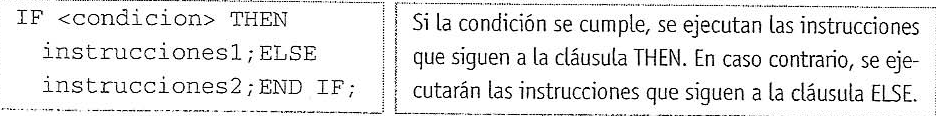 IF <condicion> THEN
instrucciones1;ELSE
instrucciones2;END IF;
Si la condición se cumple, se ejecutan las instrucciones
que siguen a la cláusula THEN. En caso contrario, se eje-
cutarán las instrucciones que siguen a la cláusula ELSE.